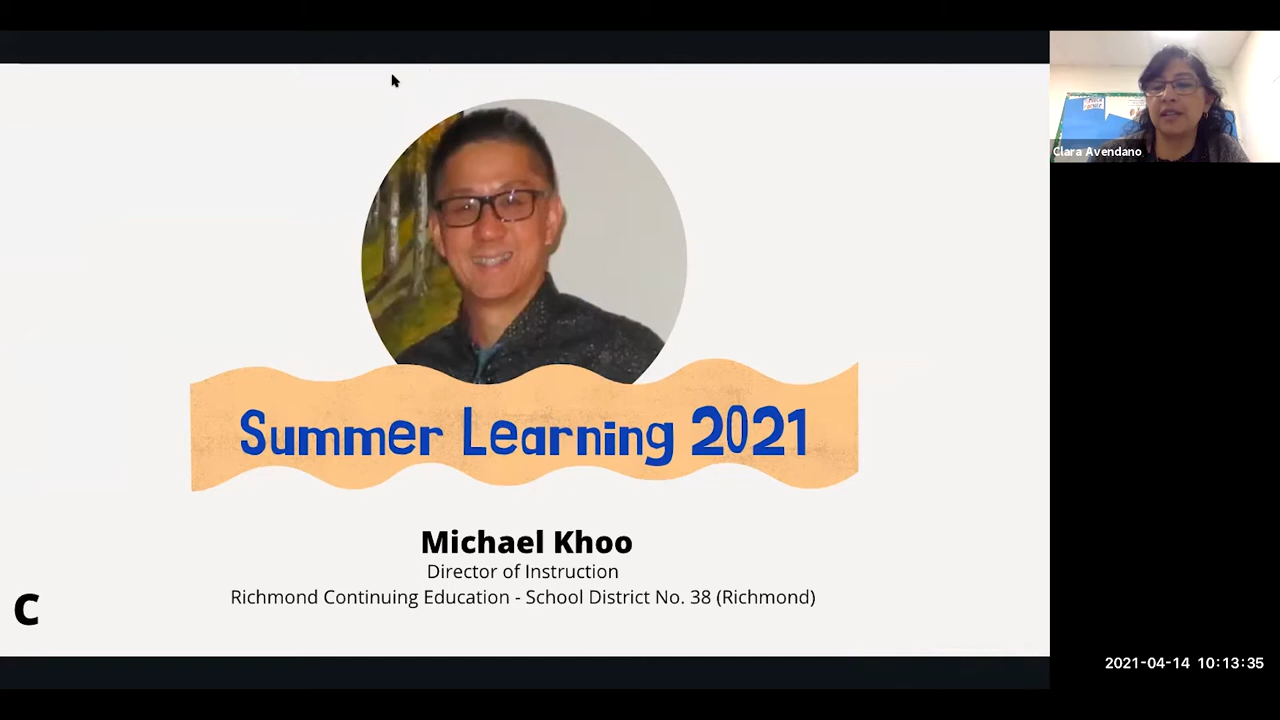 Clara Avendano
Summer Learning 2021
Michael Khoo
Director of Instruction
Richmond Continuing Education - School District No. 38 (Richmond)
C
2021-04-14 10:13:35